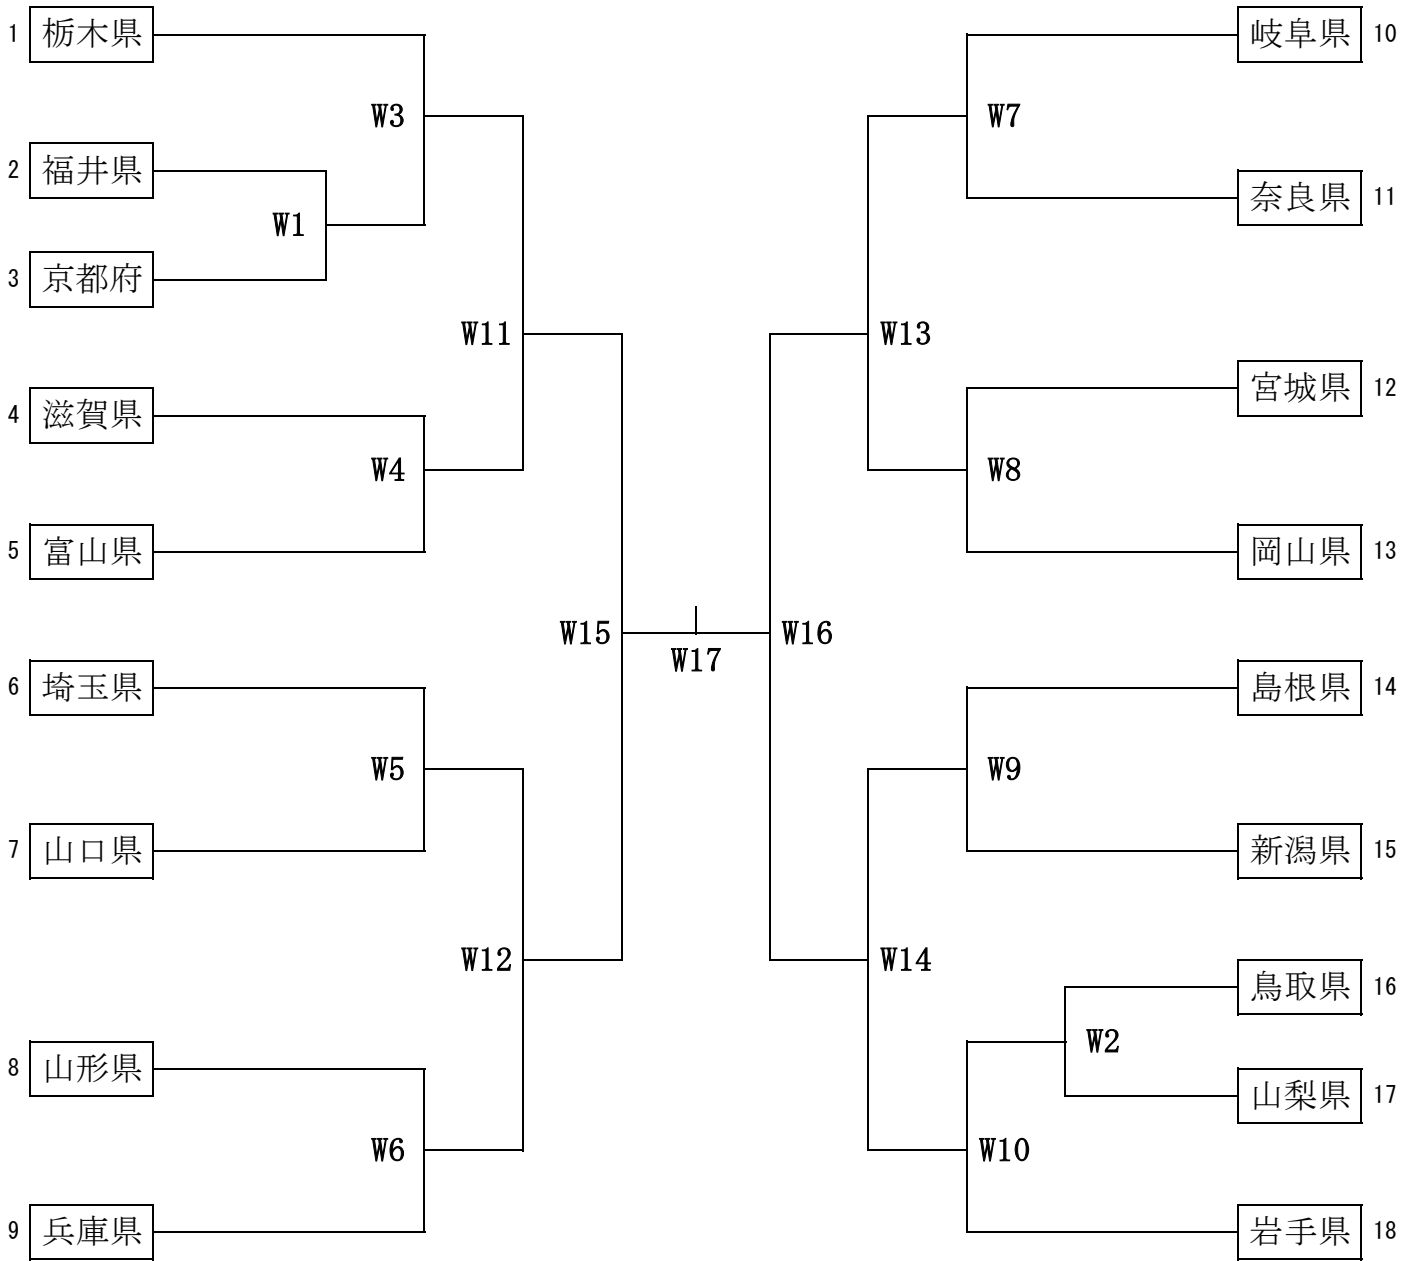 1 栃木県
W3
2 福井県
W1
3 京都府
W11
4 滋賀県
W4
5 富山県
W15
6 埼玉県
W5
7 山口県
W12
8 山形県
W6
9 兵庫県
W17
岐阜県 10
W7
奈良県 11
W13
宮城県 12
W8
岡山県 13
W16
島根県 14
W9
新潟県 15
W14
鳥取県 16
W2
山梨県 17
W10
岩手県 18